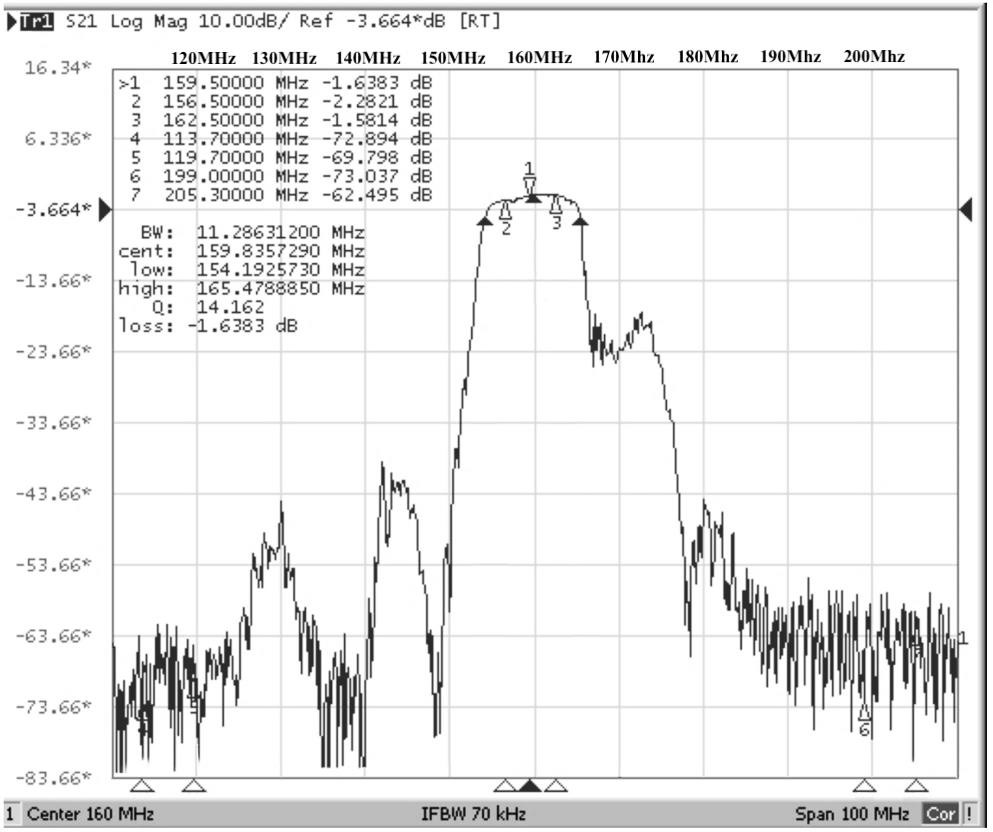 Tr1 S21 Log Mag 10.00dB/ Ref -3.664*dB [RT]
120MHz 130MHz 140MHz 150MHz 160MHz 170Mhz 180MHz 190MHz 200Mhz
16.34*
6.336*
-3.664*
-13.66*
-23.66*
-33.66*
-43.66*
-53.66*
-63.66*
-73.66*
-83.66*
>1 159.50000 MHz -1.6383 dB
2 156.50000 MHz -2.2821 dB
3 162.50000 MHz -1.5814 dB
4 113.70000 MHz -72.894 dB
5 119.70000 MHz -69.798 dB
6 199.00000 MHz -73.037 dB
7 205.30000 MHz -62.495 dB
BW: 11.28631200 MHz
cent: 159.8357290 MHz
low: 154.1925730 MHz
high: 165.4788850 MHz
Q: 14.162
loss: -1.6383 dB
1
2
3
6
1
1 Center 160 MHz IFBW 70 kHz Span 100 MHz Cor !